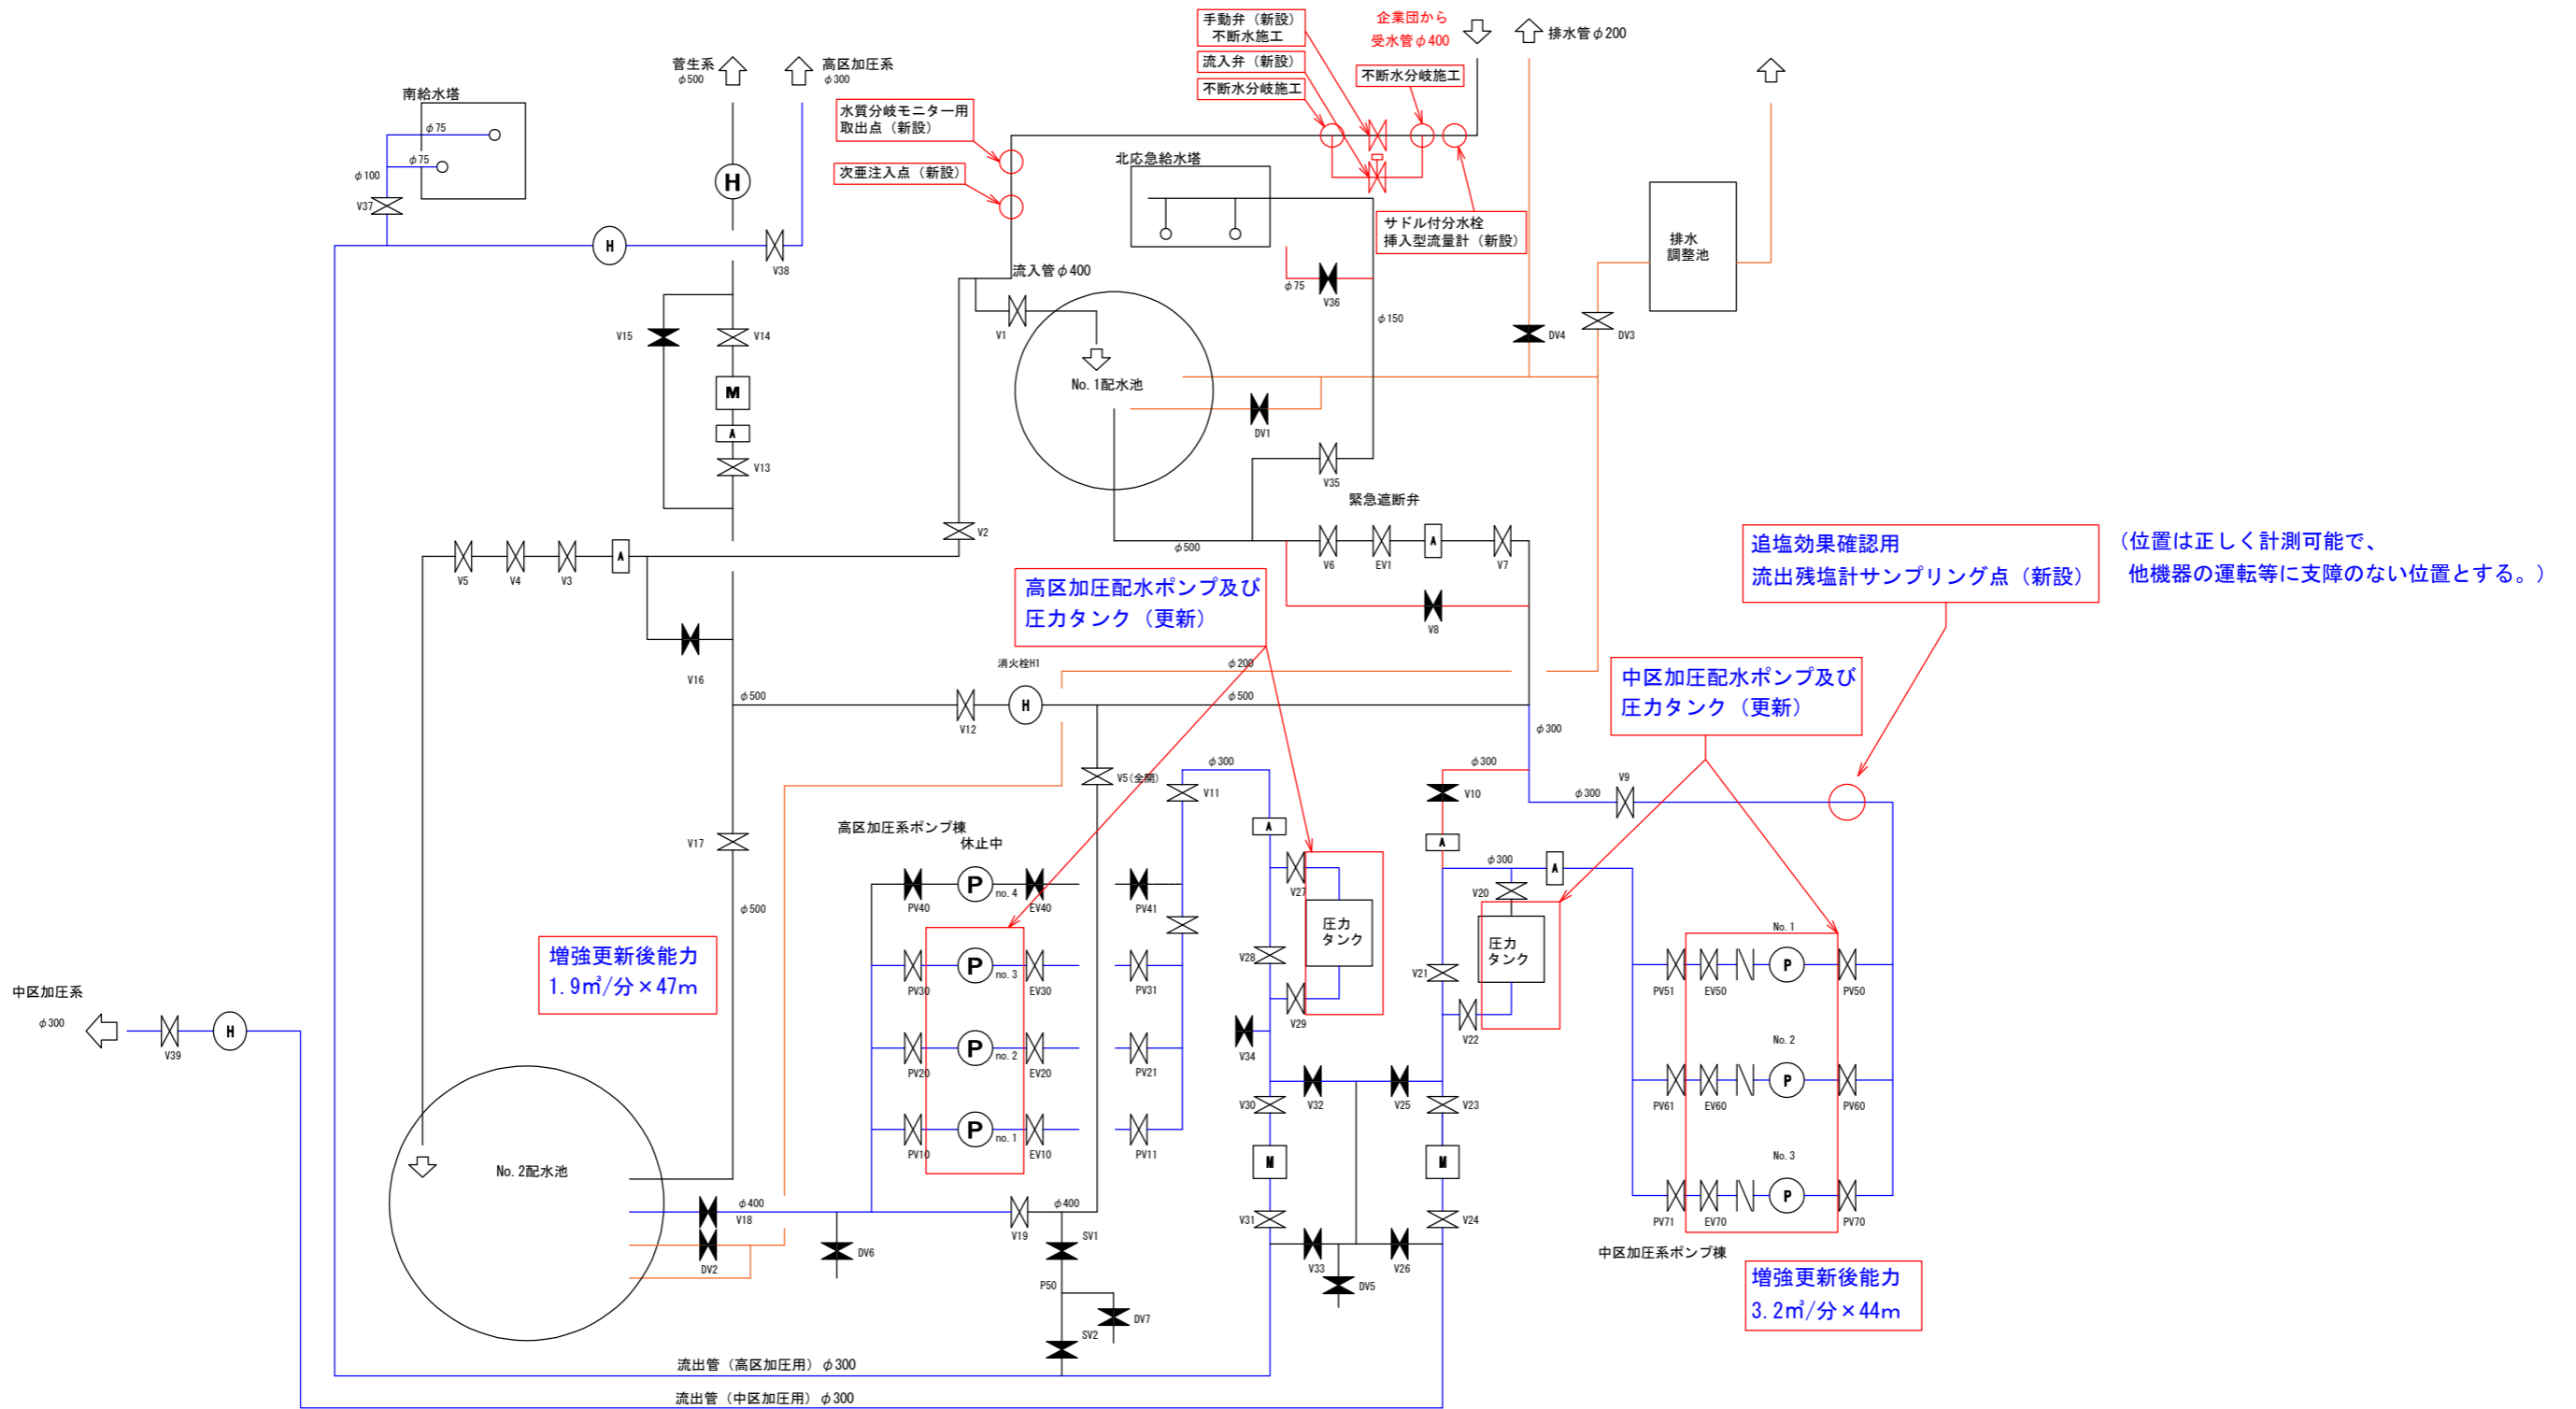 手動弁（新設）
不断水施工
流入弁（新設）
不断水分岐施工
企業団から
受水管φ400
不断水分岐施工
排水管φ200
菅生系
φ500
高区加圧系
φ300
南給水塔
φ75
φ75
φ100
V37
H
H
V38
水質分岐モニター用
取出点（新設）
次亜注入点（新設）
北応急給水塔
サドル付分水栓
挿入型流量計（新設）
排水
調整池
流入管φ400
φ75
V36
φ150
V1
No.1配水池
DV4
DV3
DV1
V15
V14
M
A
V13
V35
緊急遮断弁
V2
φ500
V6
EV1
A
V7
V8
V5
V4
V3
A
V16
追塩効果確認用
流出残塩計サンプリング点（新設）
（位置は正しく計測可能で、
他機器の運転等に支障のない位置とする。）
高区加圧配水ポンプ及び
圧力タンク（更新）
中区加圧配水ポンプ及び
圧力タンク（更新）
消火栓H1
φ200
φ500
V12
H
φ500
φ300
V5(全開)
V11
φ300
φ300
V10
V9
φ300
A
A
φ300
A
V17
φ500
高区加圧系ポンプ棟
休止中
PV40
P
no.4
EV40
PV41
PV30
P
no.3
EV30
PV31
PV20
P
no.2
EV20
PV21
PV10
P
no.1
EV10
PV11
V27
圧力
タンク
V28
V29
V34
V20
圧力
タンク
V21
V22
No.1
PV51
EV50
P
PV50
No.2
PV61
EV60
P
PV60
No.3
PV71
EV70
P
PV70
中区加圧系ポンプ棟
増強更新後能力
1.9㎥/分×47m
増強更新後能力
3.2㎥/分×44m
中区加圧系
φ300
V39
H
V30
V32
V25
V23
M
M
V31
V24
V33
V26
DV5
No.2配水池
φ400
V18
DV2
DV6
V19
φ400
SV1
P50
DV7
SV2
流出管（高区加圧用）φ300
流出管（中区加圧用）φ300